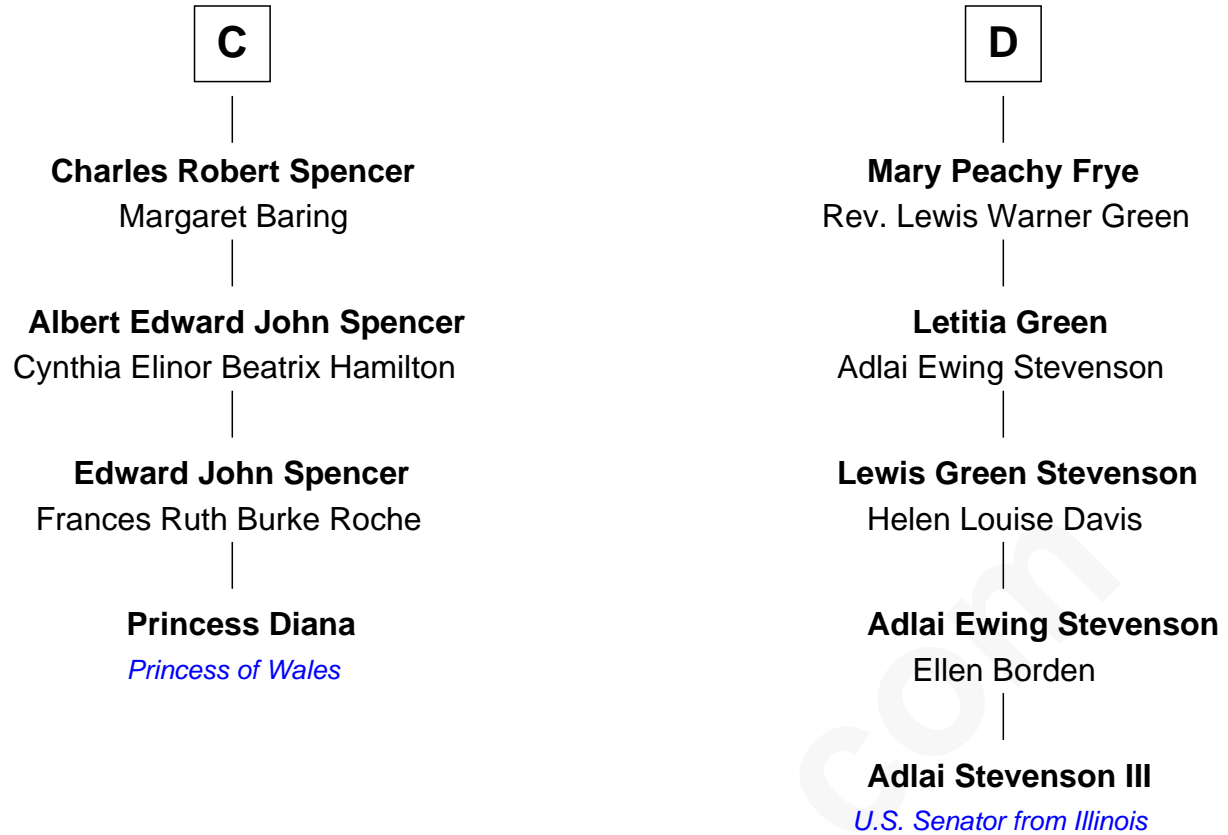 C
Charles Robert Spencer
Margaret Baring
Albert Edward John Spencer
Cynthia Elinor Beatrix Hamilton
Edward John Spencer
Frances Ruth Burke Roche
Princess Diana
Princess of Wales
D
Mary Peachy Frye
Rev. Lewis Warner Green
Letitia Green
Adlai Ewing Stevenson
Lewis Green Stevenson
Helen Louise Davis
Adlai Ewing Stevenson
Ellen Borden
Adlai Stevenson III
U.S. Senator from Illinois
com